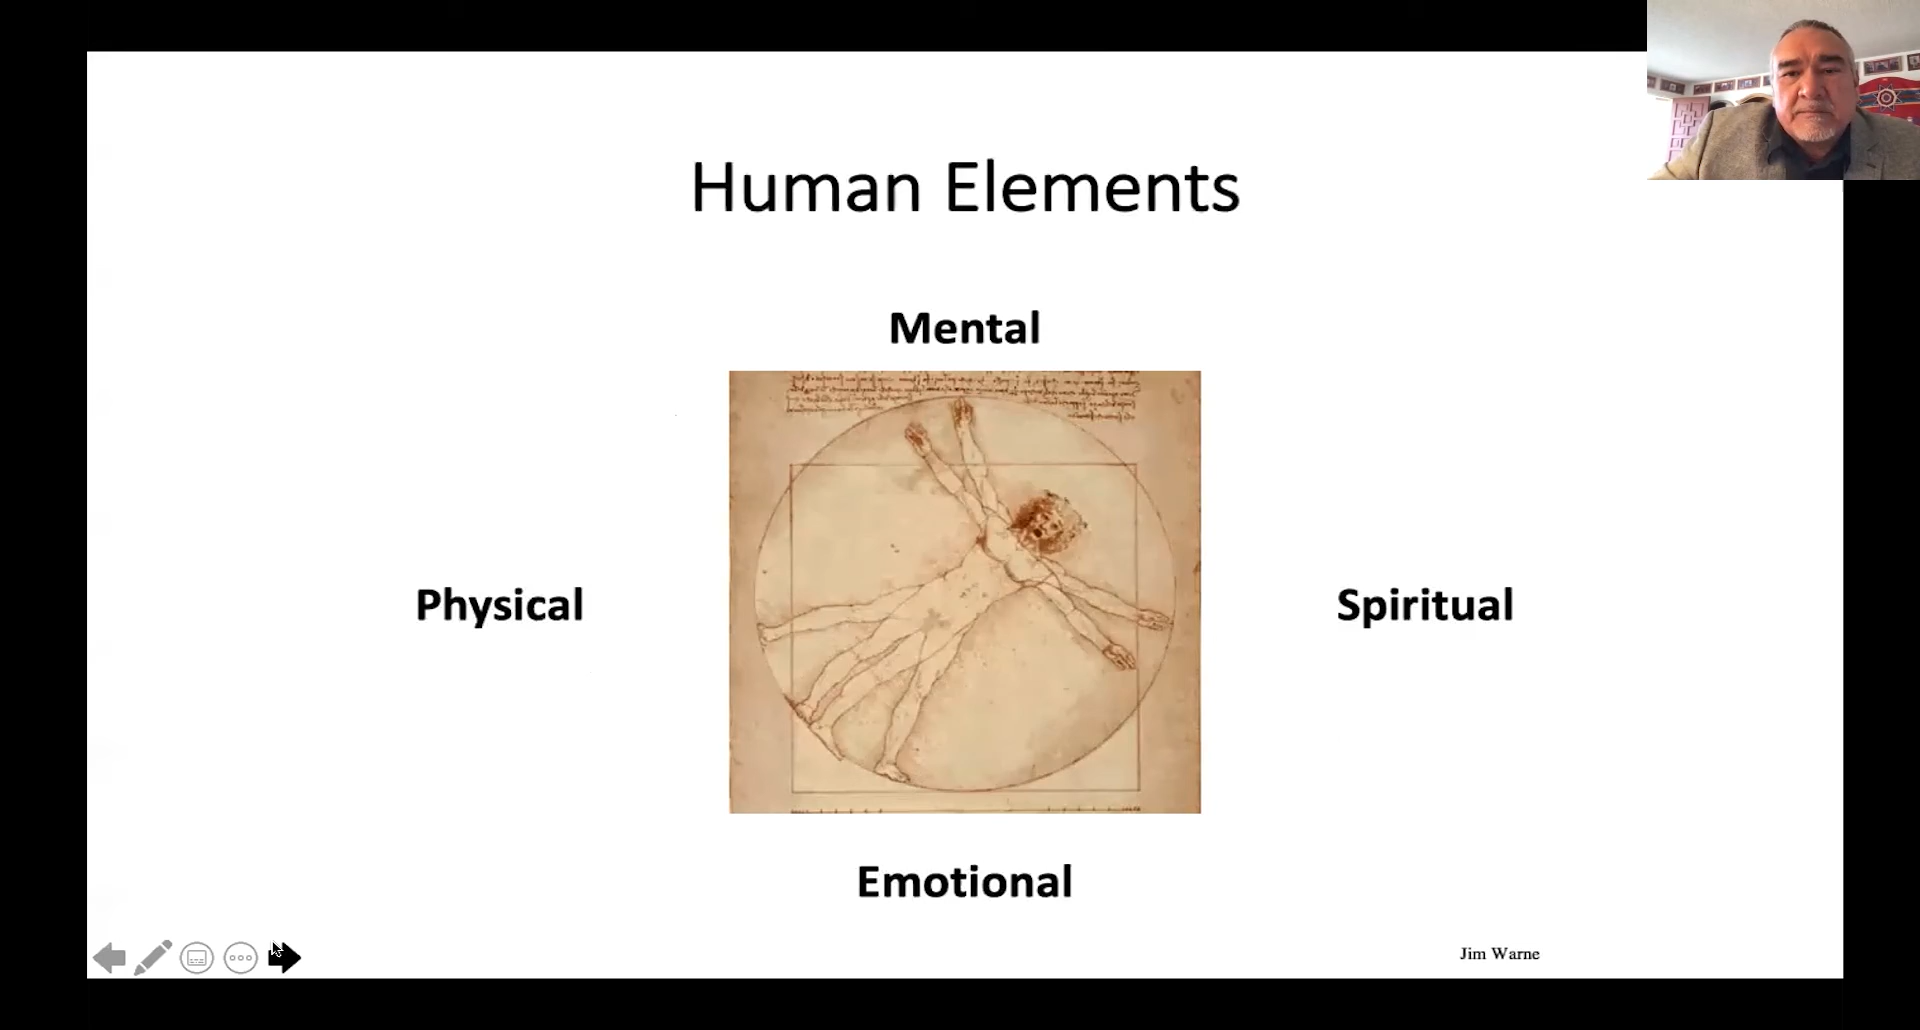 Human Elements
Mental
Physical
Spiritual
Emotional
Jim Warne